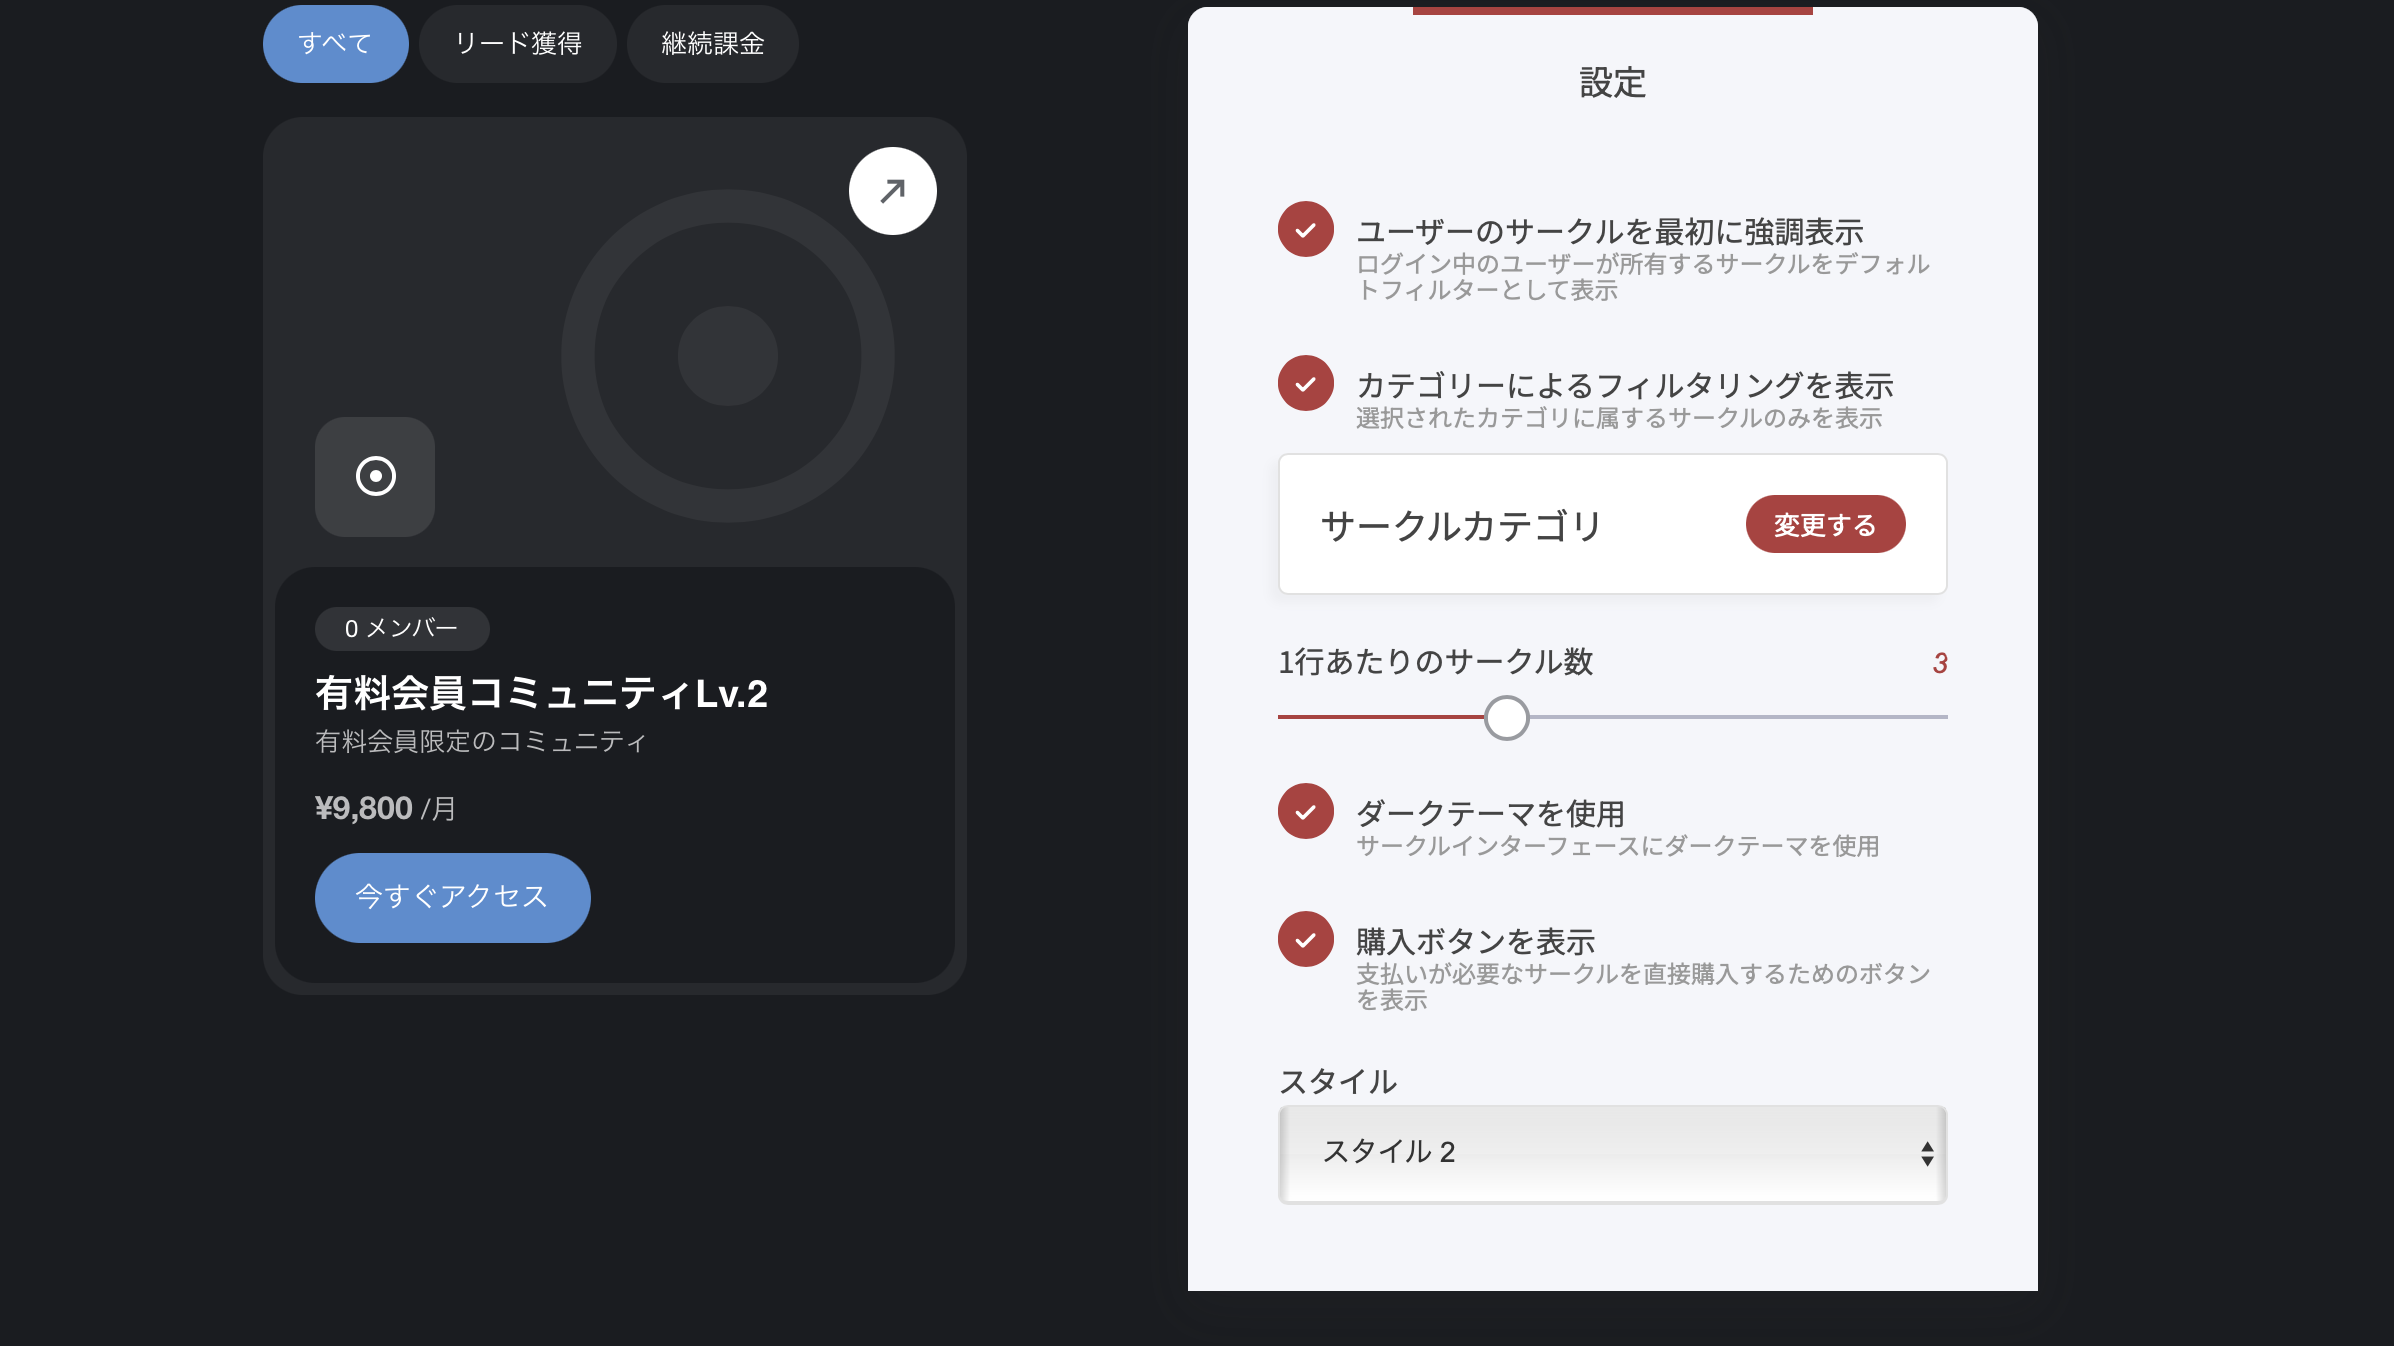 すべて
リード獲得
継続課金
0 メンバー
有料会員コミュニティLv.2
有料会員限定のコミュニティ
¥9,800 /月
今すぐアクセス
設定
ユーザーのサークルを最初に強調表示
ログイン中のユーザーが所有するサークルをデフォル
トフィルターとして表示
カテゴリーによるフィルタリングを表示
選択されたカテゴリに属するサークルのみを表示
サークルカテゴリ
変更する
1行あたりのサークル数
3
ダークテーマを使用
サークルインターフェースにダークテーマを使用
購入ボタンを表示
支払いが必要なサークルを直接購入するためのボタン
を表示
スタイル
スタイル 2